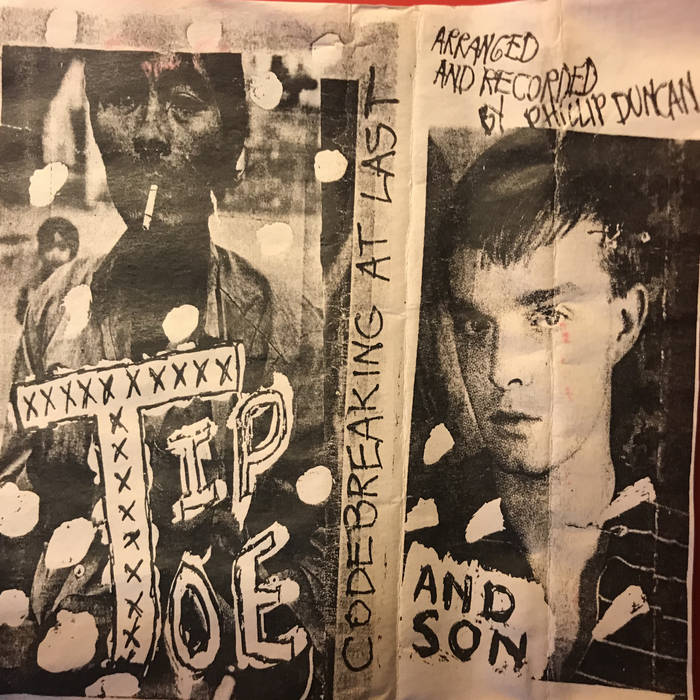 TIP
TOE
CODEBREAKING AT LAST
ARRANGED
AND RECORDED
BY PHILLIP DUNCAN
AND
SON